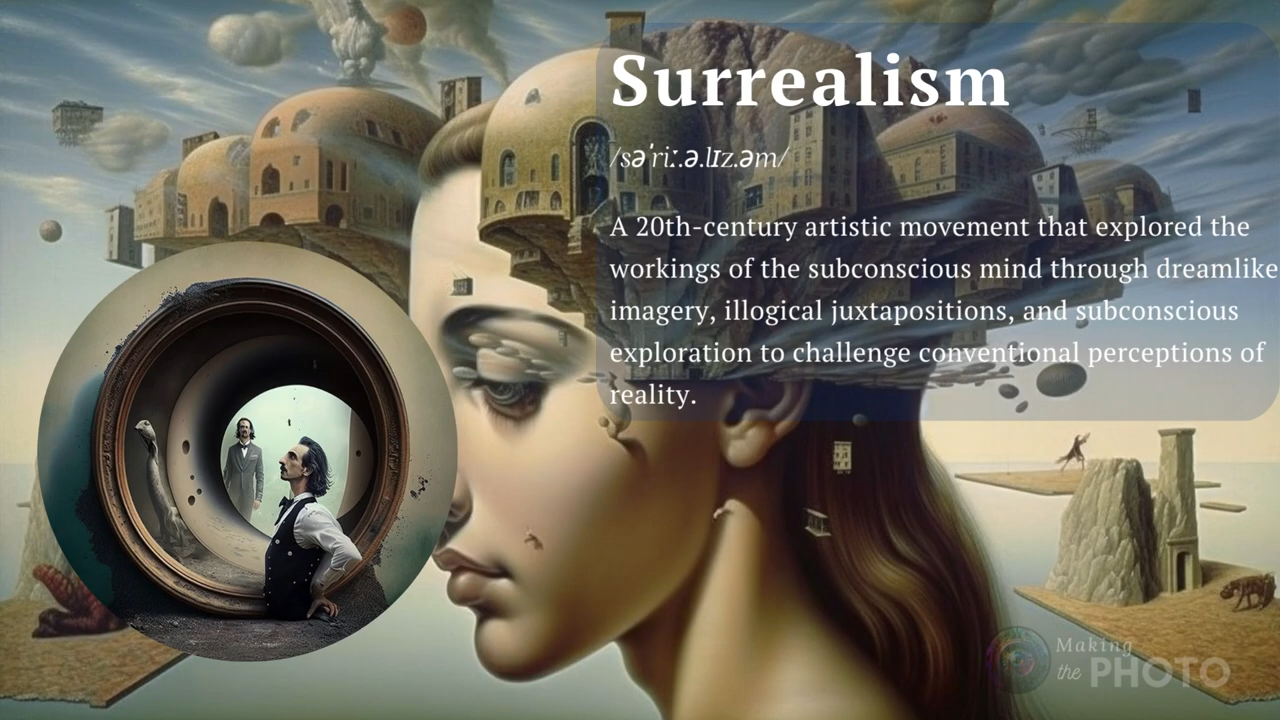 Surrealism
/səˈriː.ə.lɪz.əm/
A 20th-century artistic movement that explored the
workings of the subconscious mind through dreamlike
imagery, illogical juxtapositions, and subconscious
exploration to challenge conventional perceptions of
reality.
Making
the PHOTO